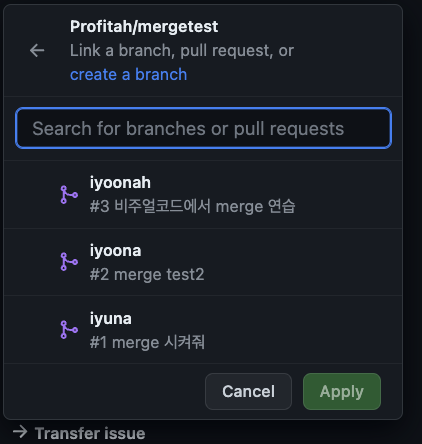 Profitah/mergetest
Link a branch, pull request, or
create a branch
Search for branches or pull requests
iyoonah
#3 비주얼코드에서 merge 연습
iyoona
#2 merge test2
iyuna
#1 merge 시켜줘
Cancel Apply
Transfer issue